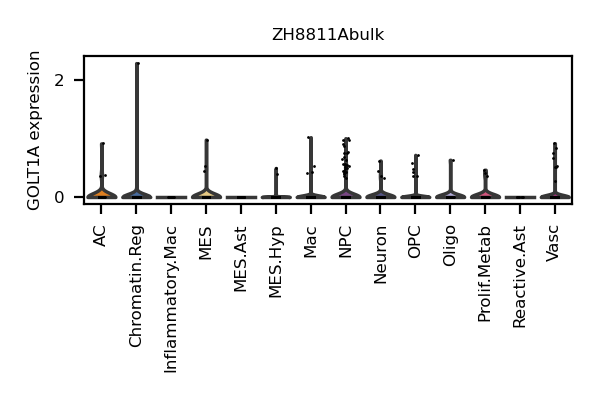 ZH8811Abulk
GOLT1A expression
2
0
AC
Chromatin.Reg
Inflammatory.Mac
MES
MES.Ast
MES.Hyp
Mac
NPC
Neuron
OPC
Oligo
Prolif.Metab
Reactive.Ast
Vasc